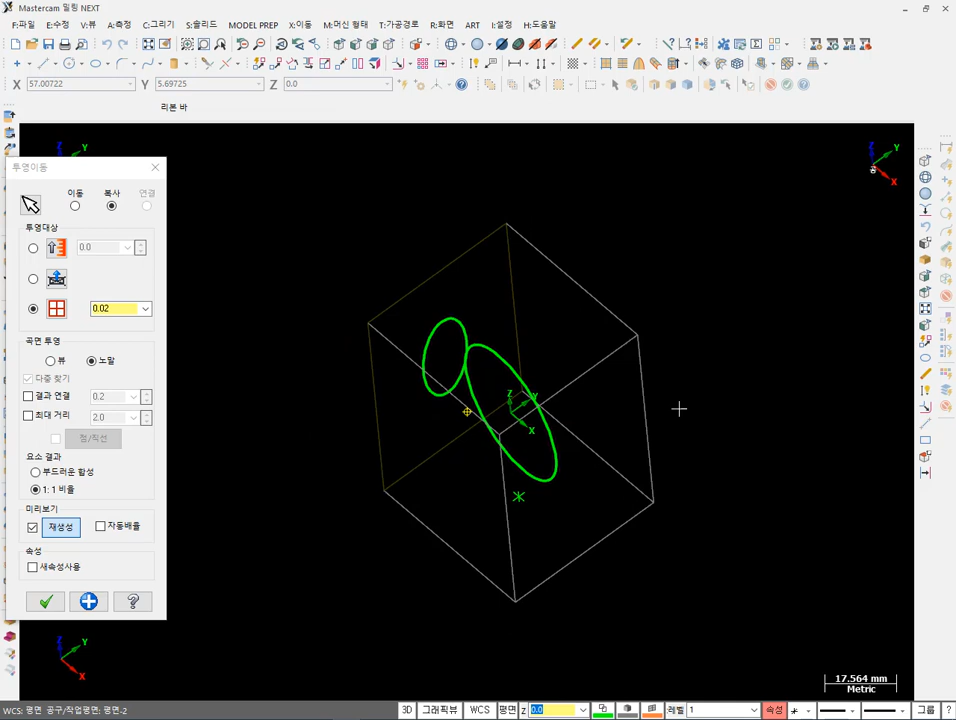 Mastercam 밀링 NEXT
F:파일 E:수정 V:뷰 A:측정 C:그리기 S:솔리드 MODEL PREP X:이동 M:머신 형태 T:가공경로 R:화면 ART I:설정 H:도움말
X 57.00722 Y 5.69725 Z 0.0
리본 바
투영이동
이동 복사 연결
투영대상
0.0
0.02
곡면 투영
뷰 노말
다중 찾기
결과 연결 0.2
최대 거리 2.0
점/직선
요소 결과
부드러운 합성
1:1 비율
미리보기
재생성 자동배율
속성
새속성사용
Z Y
Z Y X
Z Y X
Z Y X
17.564 mm
Metric
WCS: 평면 공구/작업평면: 평면-2 3D 그래픽뷰 WCS 평면 Z 0.0 레벨 1 속성 그룹 ?